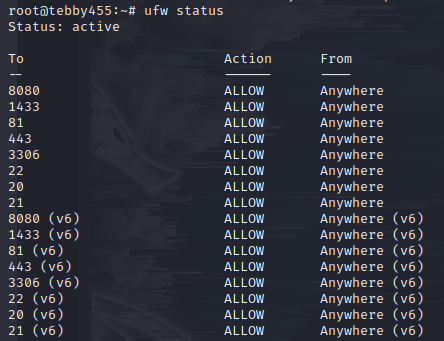 root@tebby455:~# ufw status
Status: active
To Action From
-- ------ ----
8080 ALLOW Anywhere
1433 ALLOW Anywhere
81 ALLOW Anywhere
443 ALLOW Anywhere
3306 ALLOW Anywhere
22 ALLOW Anywhere
20 ALLOW Anywhere
21 ALLOW Anywhere
8080 (v6) ALLOW Anywhere (v6)
1433 (v6) ALLOW Anywhere (v6)
81 (v6) ALLOW Anywhere (v6)
443 (v6) ALLOW Anywhere (v6)
3306 (v6) ALLOW Anywhere (v6)
22 (v6) ALLOW Anywhere (v6)
20 (v6) ALLOW Anywhere (v6)
21 (v6) ALLOW Anywhere (v6)